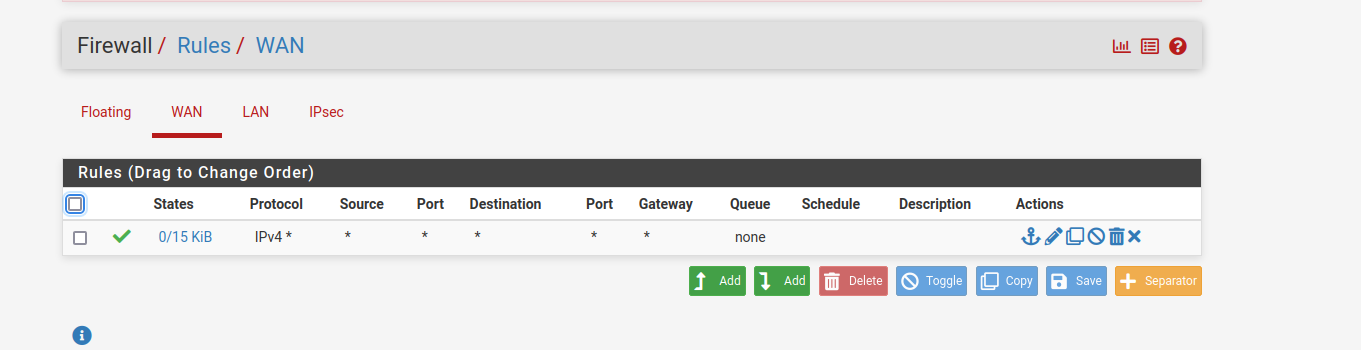 Firewall / Rules / WAN
Floating WAN LAN IPsec
Rules (Drag to Change Order)
States Protocol Source Port Destination Port Gateway Queue Schedule Description Actions
0/15 KiB IPv4 * * * * * * none
Add Add Delete Toggle Copy Save Separator